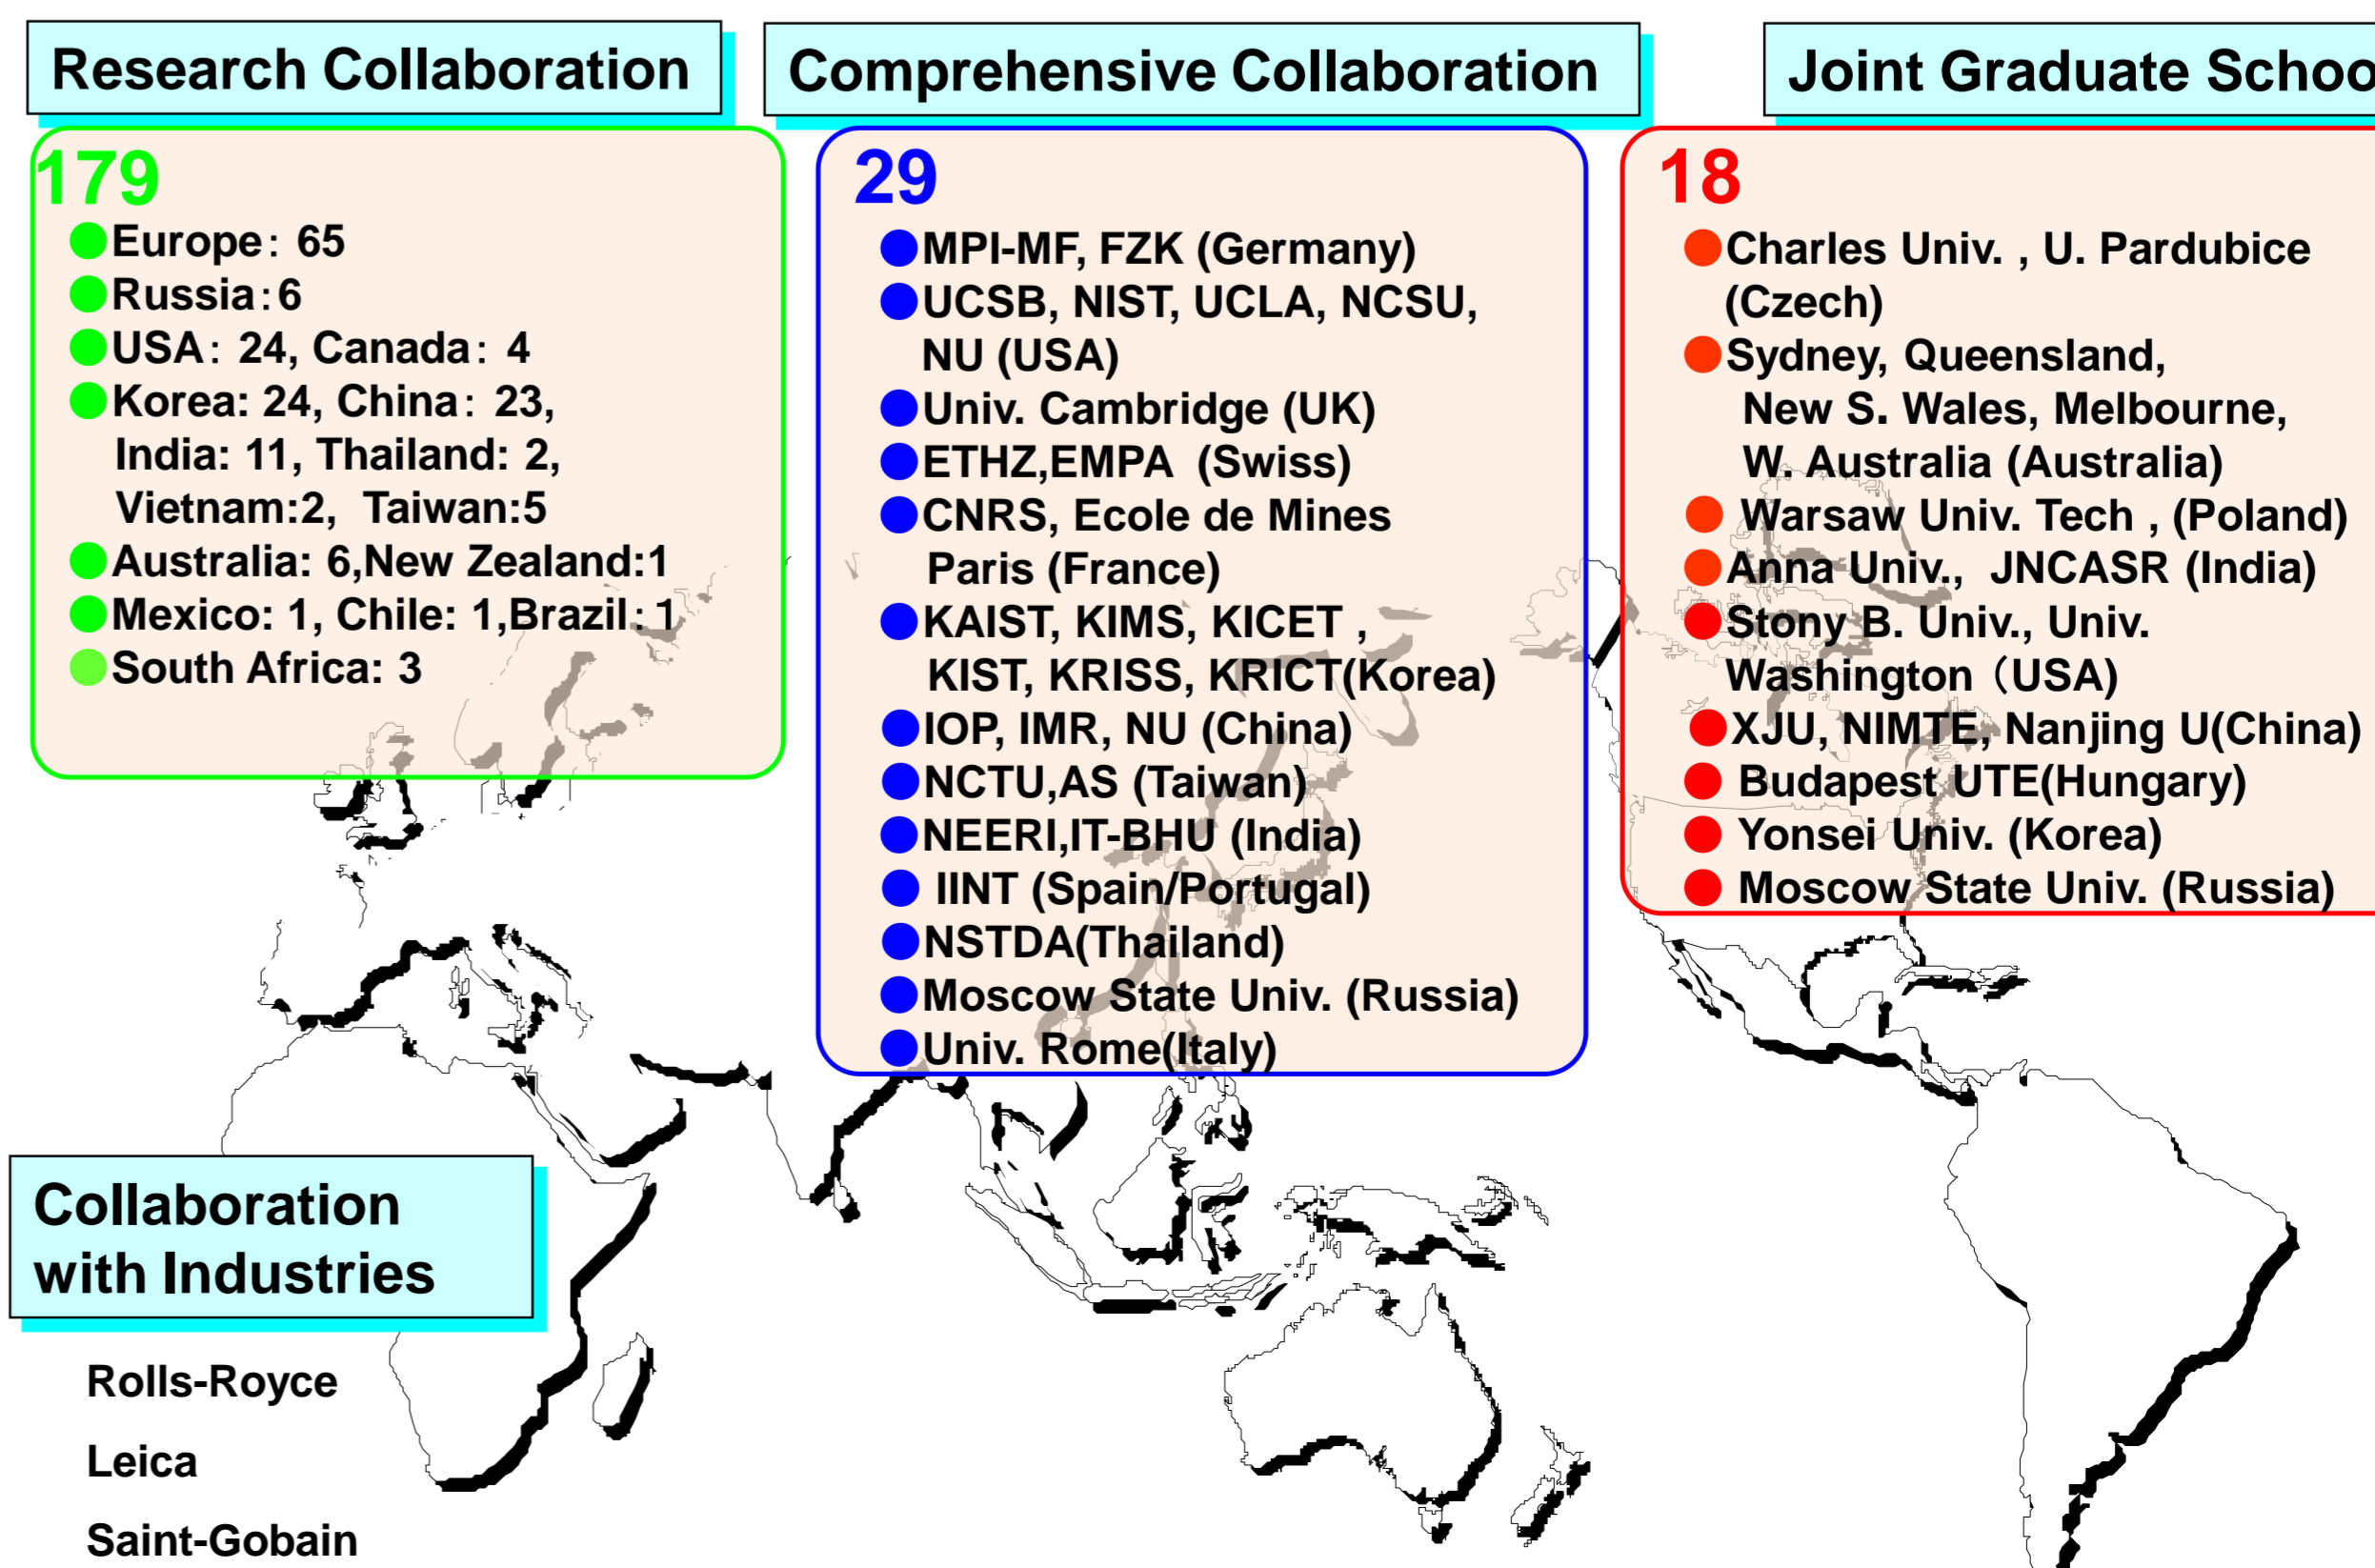 Research Collaboration
179
●Europe：65
●Russia：6
●USA：24, Canada：4
●Korea: 24, China：23,
India: 11, Thailand: 2,
Vietnam:2, Taiwan:5
●Australia: 6,New Zealand:1
●Mexico: 1, Chile: 1,Brazil：1
●South Africa: 3
Comprehensive Collaboration
29
●MPI-MF, FZK (Germany)
●UCSB, NIST, UCLA, NCSU,
NU (USA)
●Univ. Cambridge (UK)
●ETHZ,EMPA (Swiss)
●CNRS, Ecole de Mines
Paris (France)
●KAIST, KIMS, KICET ,
KIST, KRISS, KRICT(Korea)
●IOP, IMR, NU (China)
●NCTU,AS (Taiwan)
●NEERI,IT-BHU (India)
● IINT (Spain/Portugal)
●NSTDA(Thailand)
●Moscow State Univ. (Russia)
●Univ. Rome(Italy)
Joint Graduate Schoo
18
●Charles Univ. , U. Pardubice
(Czech)
●Sydney, Queensland,
New S. Wales, Melbourne,
W. Australia (Australia)
● Warsaw Univ. Tech , (Poland)
●Anna Univ., JNCASR (India)
●Stony B. Univ., Univ.
Washington（USA)
●XJU, NIMTE, Nanjing U(China)
● Budapest UTE(Hungary)
● Yonsei Univ. (Korea)
● Moscow State Univ. (Russia)
Collaboration
with Industries
Rolls-Royce
Leica
Saint-Gobain